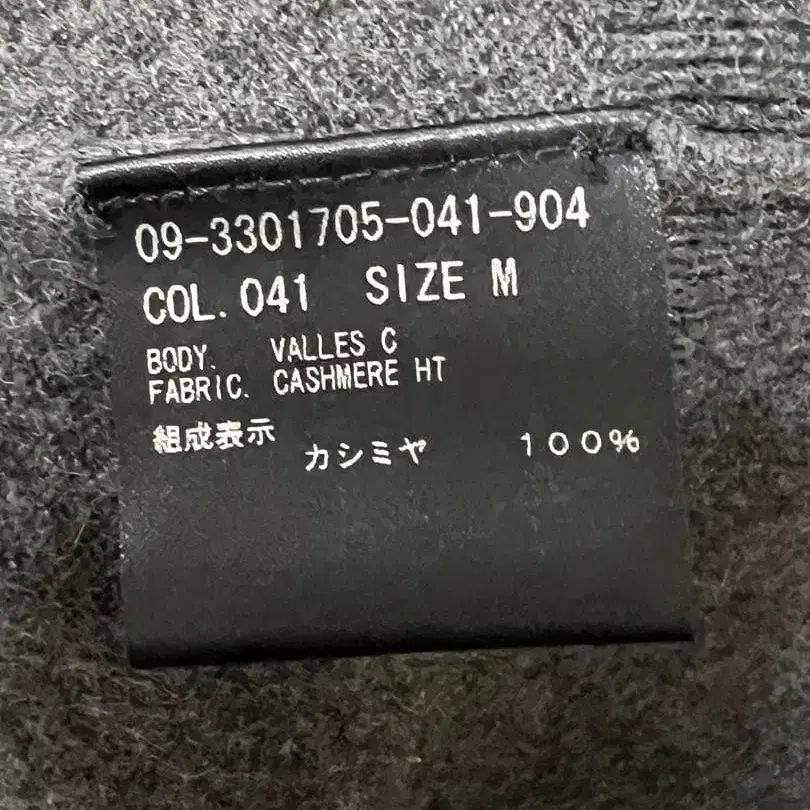 09-3301705-041-904
COL. 041 SIZE M
BODY. VALLES C
FABRIC. CASHMERE HT
組成表示
カシミヤ １００％